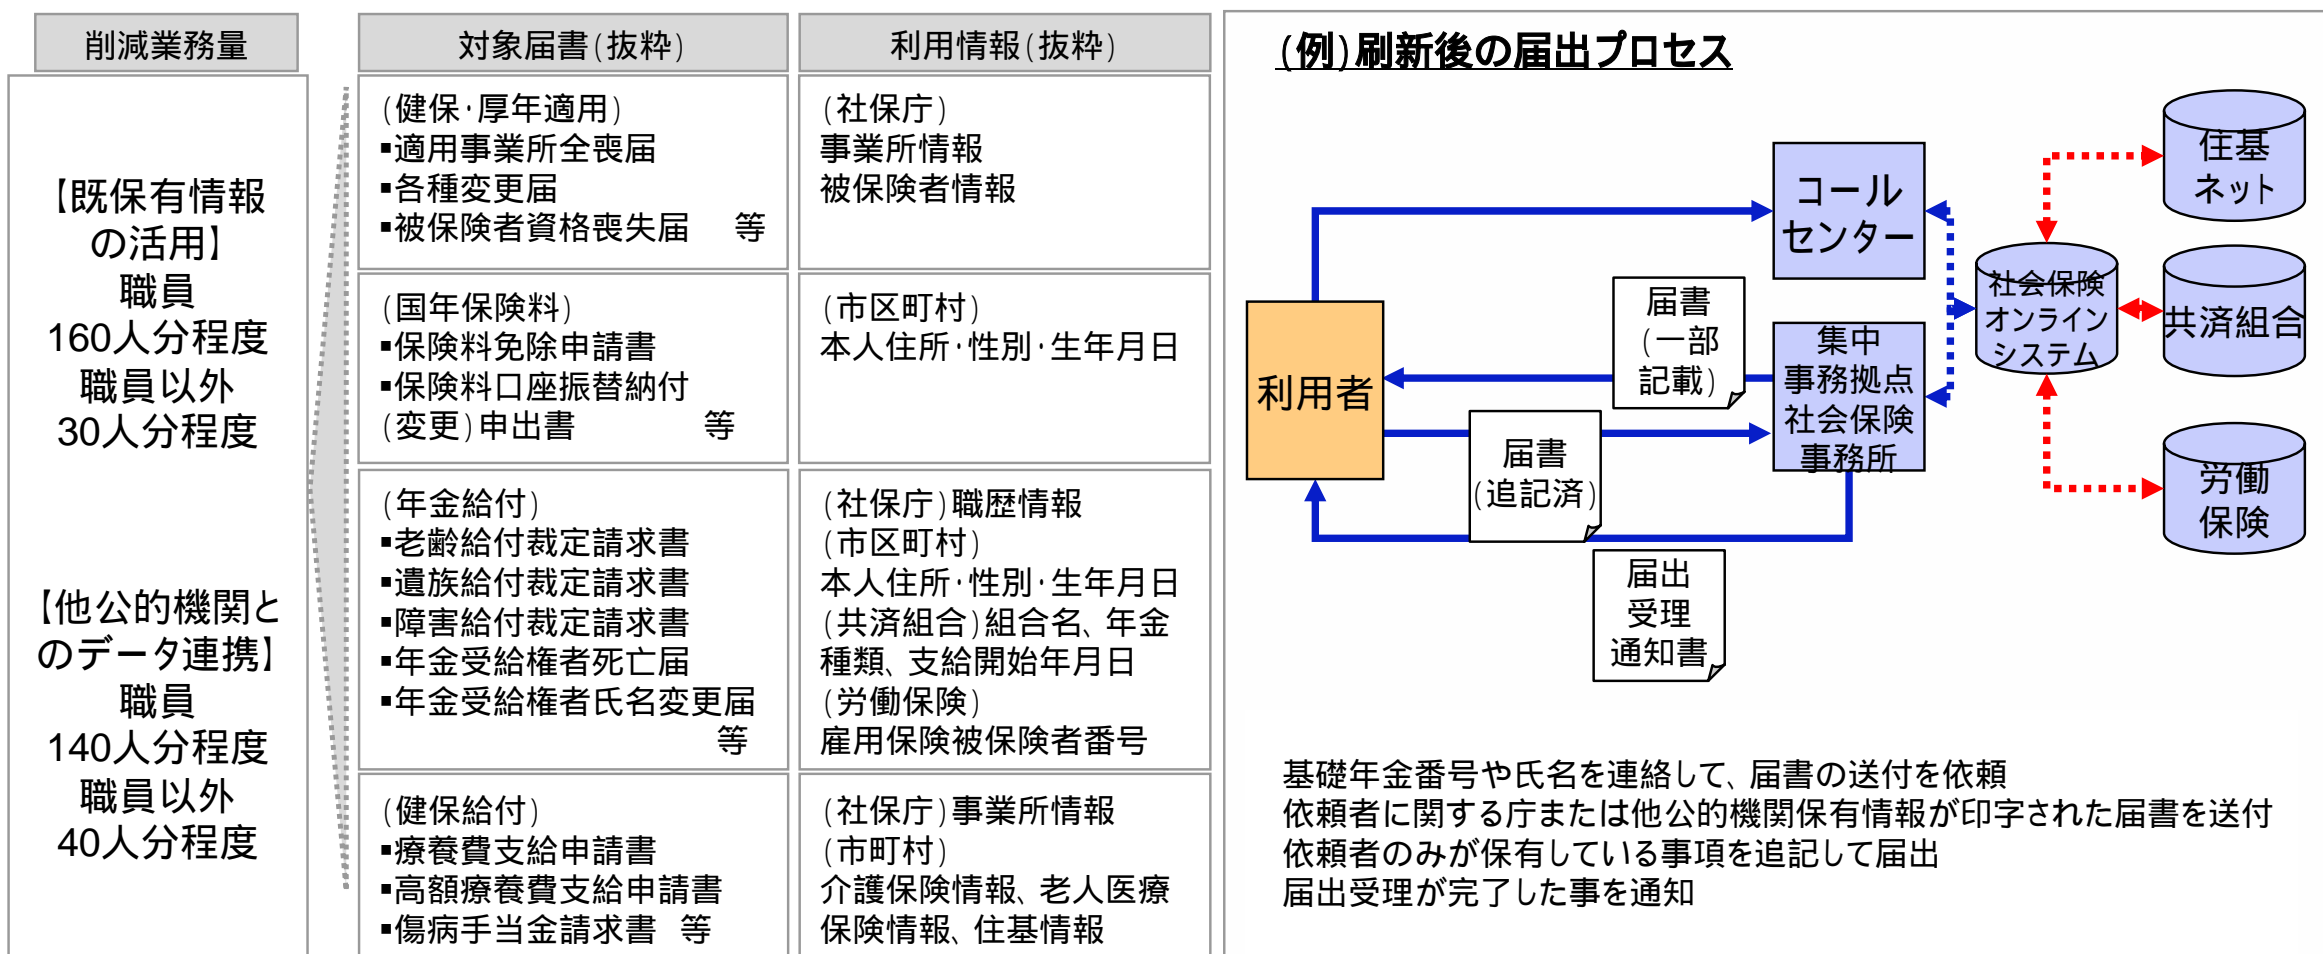 削減業務量
【既保有情報
の活用】
職員
160人分程度
職員以外
30人分程度
【他公的機関と
のデータ連携】
職員
140人分程度
職員以外
40人分程度
対象届書(抜粋)
(健保・厚年適用)
▪適用事業所全喪届
▪各種変更届
▪被保険者資格喪失届 等
(国年保険料)
▪保険料免除申請書
▪保険料口座振替納付
(変更)申出書 等
(年金給付)
▪老齢給付裁定請求書
▪遺族給付裁定請求書
▪障害給付裁定請求書
▪年金受給権者死亡届
▪年金受給権者氏名変更届
等
(健保給付)
▪療養費支給申請書
▪高額療養費支給申請書
▪傷病手当金請求書 等
利用情報(抜粋)
(社保庁)
事業所情報
被保険者情報
(市区町村)
本人住所・性別・生年月日
(社保庁)職歴情報
(市区町村)
本人住所・性別・生年月日
(共済組合)組合名、年金
種類、支給開始年月日
(労働保険)
雇用保険被保険者番号
(社保庁)事業所情報
(市町村)
介護保険情報、老人医療
保険情報、住基情報
(例)刷新後の届出プロセス
利用者
コール
センター
届書
(一部
記載)
集中
事務拠点
社会保険
事務所
届書
(追記済)
届出
受理
通知書
社会保険
オンライン
システム
住基
ネット
共済組合
労働
保険
基礎年金番号や氏名を連絡して、届書の送付を依頼
依頼者に関する庁または他公的機関保有情報が印字された届書を送付
依頼者のみが保有している事項を追記して届出
届出受理が完了した事を通知